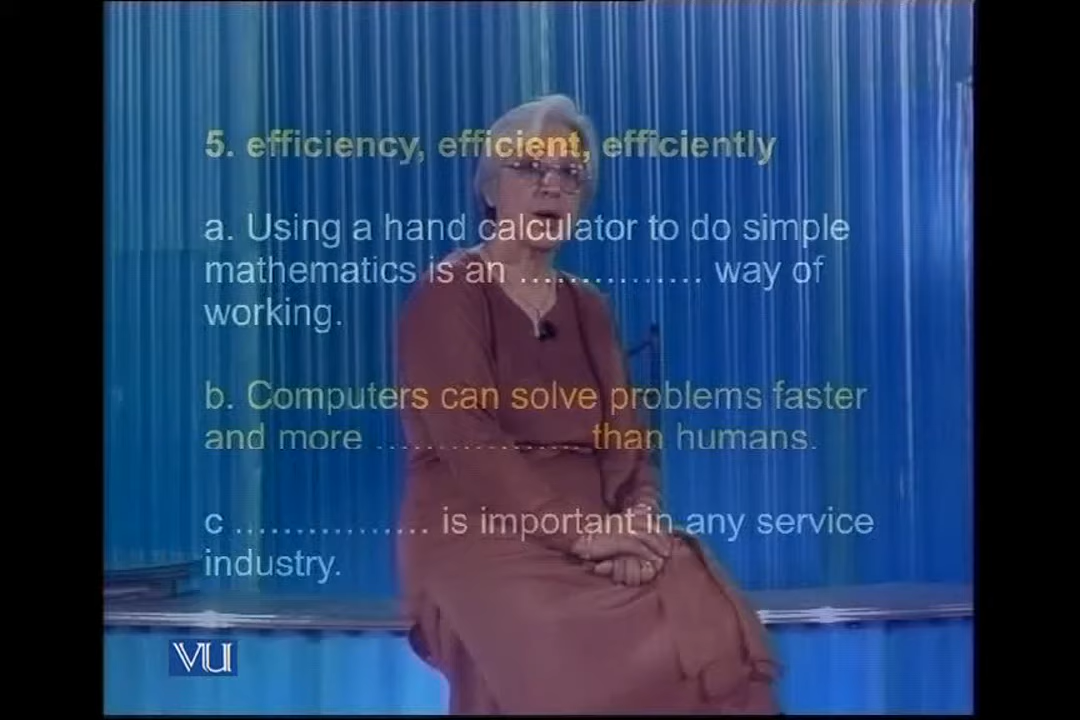 5. efficiency, efficient, efficiently
a. Using a hand calculator to do simple
mathematics is an …………… way of
working.
b. Computers can solve problems faster
and more ……………… than humans.
c …………….. is important in any service
industry.
VU